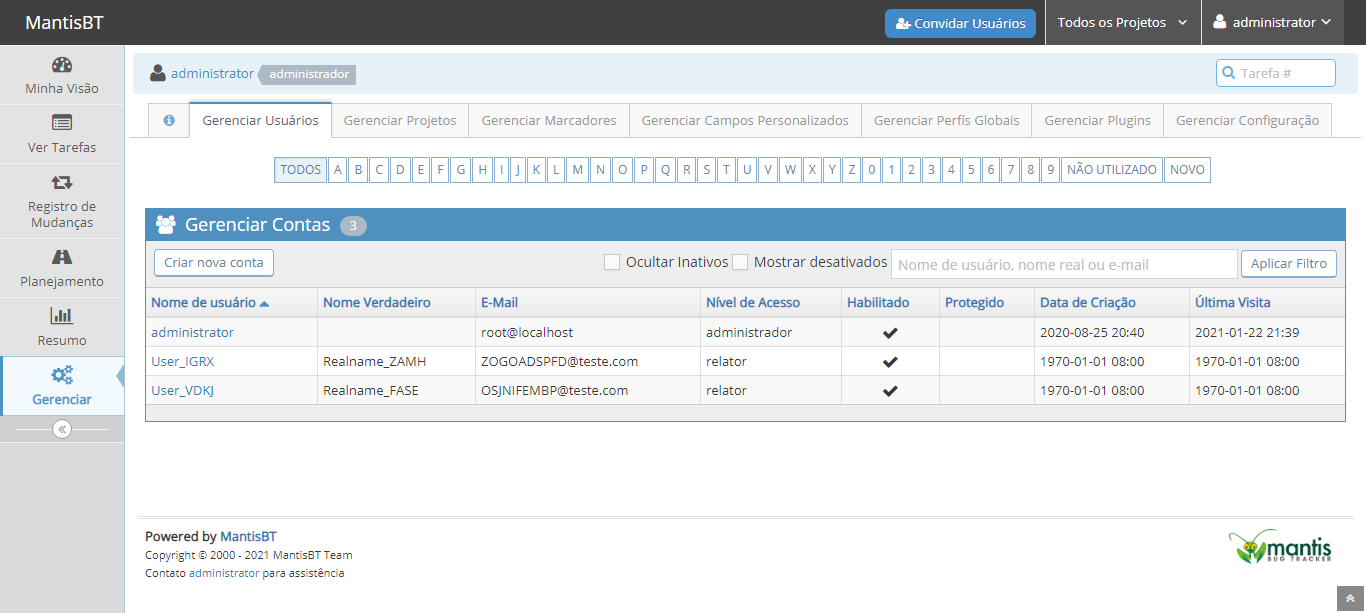 MantisBT
Convidar Usuários
Todos os Projetos
administrator
Minha Visão
Ver Tarefas
Registro de
Mudanças
Planejamento
Resumo
Gerenciar
administrator administrador
Tarefa #
Gerenciar Usuários Gerenciar Projetos Gerenciar Marcadores Gerenciar Campos Personalizados Gerenciar Perfís Globais Gerenciar Plugins Gerenciar Configuração
TODOS A B C D E F G H I J K L M N O P Q R S T U V W X Y Z 0 1 2 3 4 5 6 7 8 9 NÃO UTILIZADO NOVO
Gerenciar Contas 3
Criar nova conta Ocultar Inativos Mostrar desativados Nome de usuário, nome real ou e-mail Aplicar Filtro
Nome de usuário Nome Verdadeiro E-Mail Nível de Acesso Habilitado Protegido Data de Criação Última Visita
administrator root@localhost administrador 2020-08-25 20:40 2021-01-22 21:39
User_IGRX Realname_ZAMH ZOGOADSPFD@teste.com relator 1970-01-01 08:00 1970-01-01 08:00
User_VDKJ Realname_FASE OSJNIFEMBP@teste.com relator 1970-01-01 08:00 1970-01-01 08:00
Powered by MantisBT
Copyright © 2000 - 2021 MantisBT Team
Contato administrator para assistência
mantis
BUG TRACKER